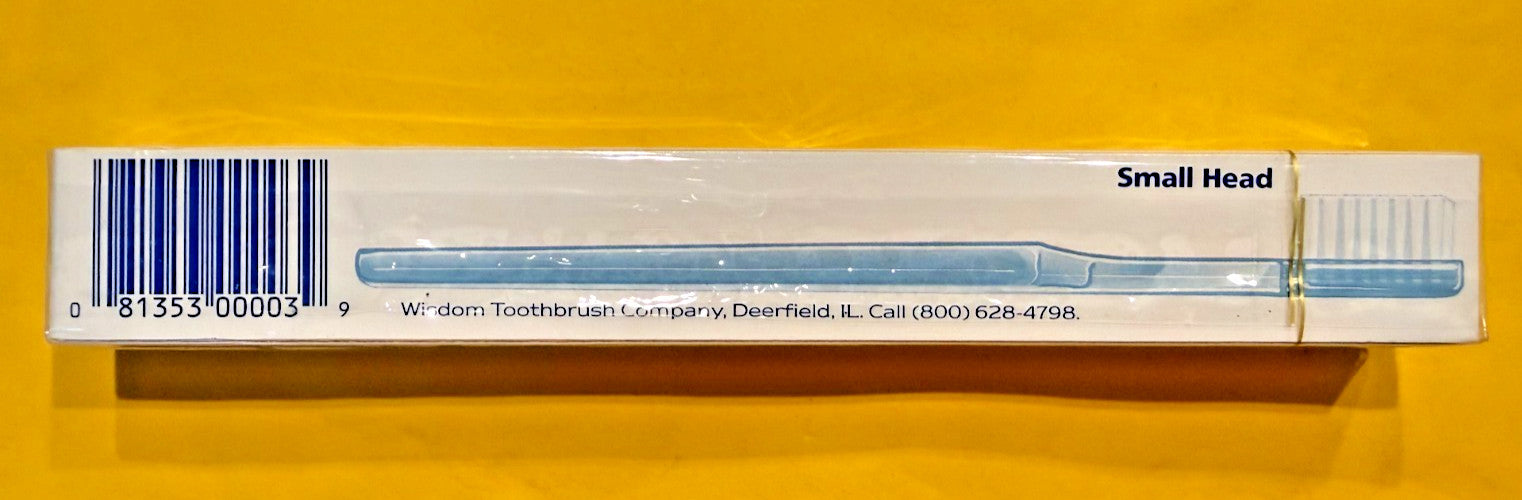 Small Head
0 81353 00003 9
Wisdom Toothbrush Company, Deerfield, IL. Call (800) 628-4798.